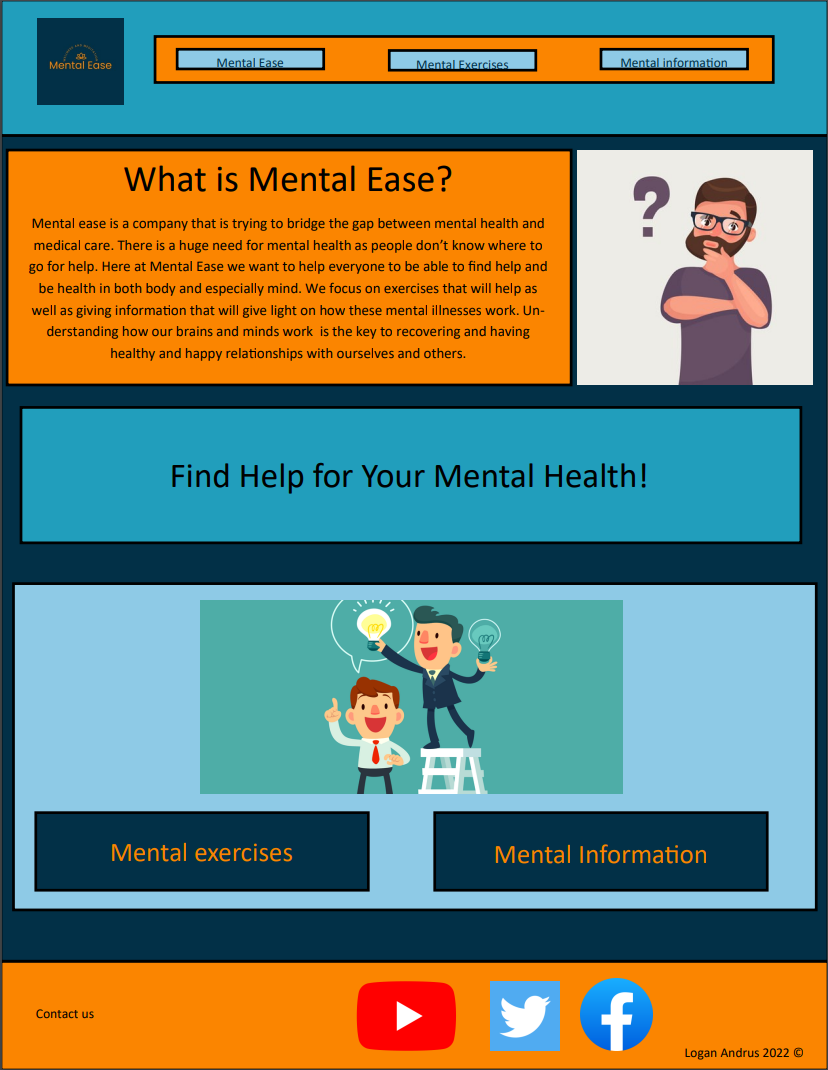 Mental Ease
Mental Ease
Mental Exercises
Mental information
What is Mental Ease?
Mental ease is a company that is trying to bridge the gap between mental health and
medical care. There is a huge need for mental health as people don’t know where to
go for help. Here at Mental Ease we want to help everyone to be able to find help and
be health in both body and especially mind. We focus on exercises that will help as
well as giving information that will give light on how these mental illnesses work. Un-
derstanding how our brains and minds work  is the key to recovering and having
healthy and happy relationships with ourselves and others.
?
Find Help for Your Mental Health!
Mental exercises
Mental Information
Contact us
Logan Andrus 2022 ©